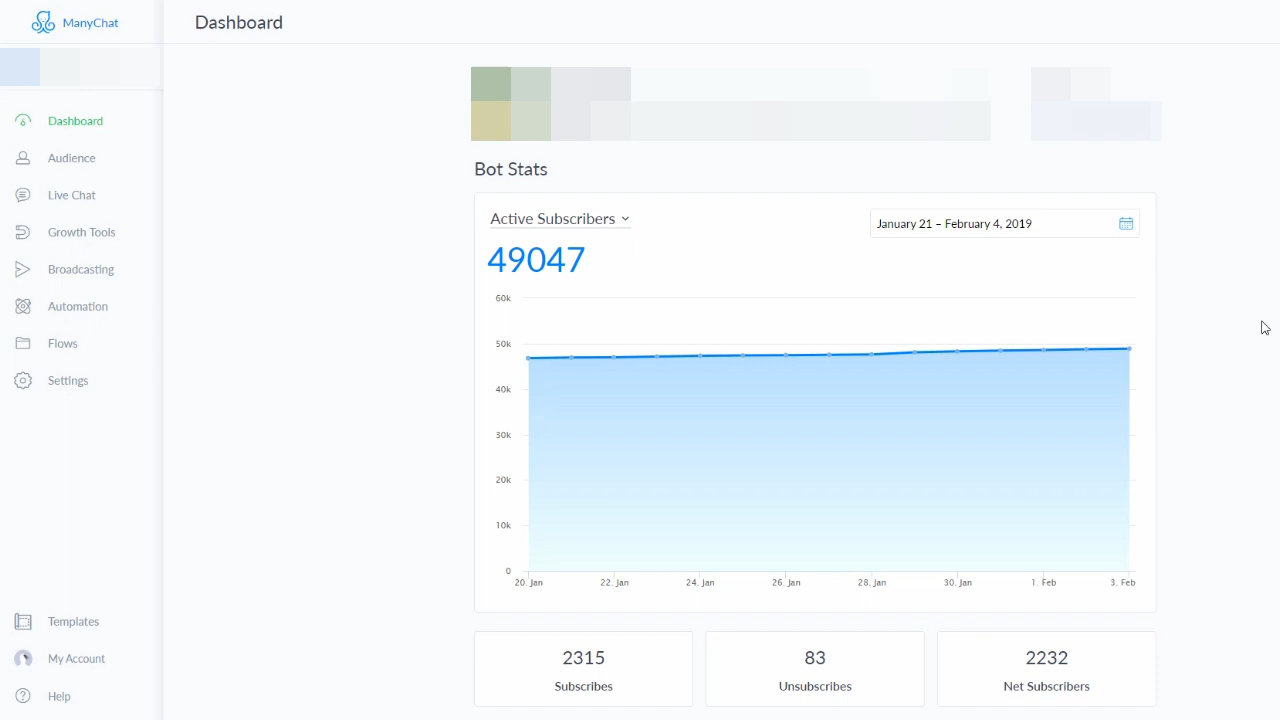 ManyChat
Dashboard
Dashboard
Audience
Live Chat
Growth Tools
Broadcasting
Automation
Flows
Settings
Templates
My Account
Help
Bot Stats
Active Subscribers
January 21 – February 4, 2019
49047
60k
50k
40k
30k
20k
10k
0
20. Jan 22. Jan 24. Jan 26. Jan 28. Jan 30. Jan 1. Feb 3. Feb
2315
Subscribes
83
Unsubscribes
2232
Net Subscribers